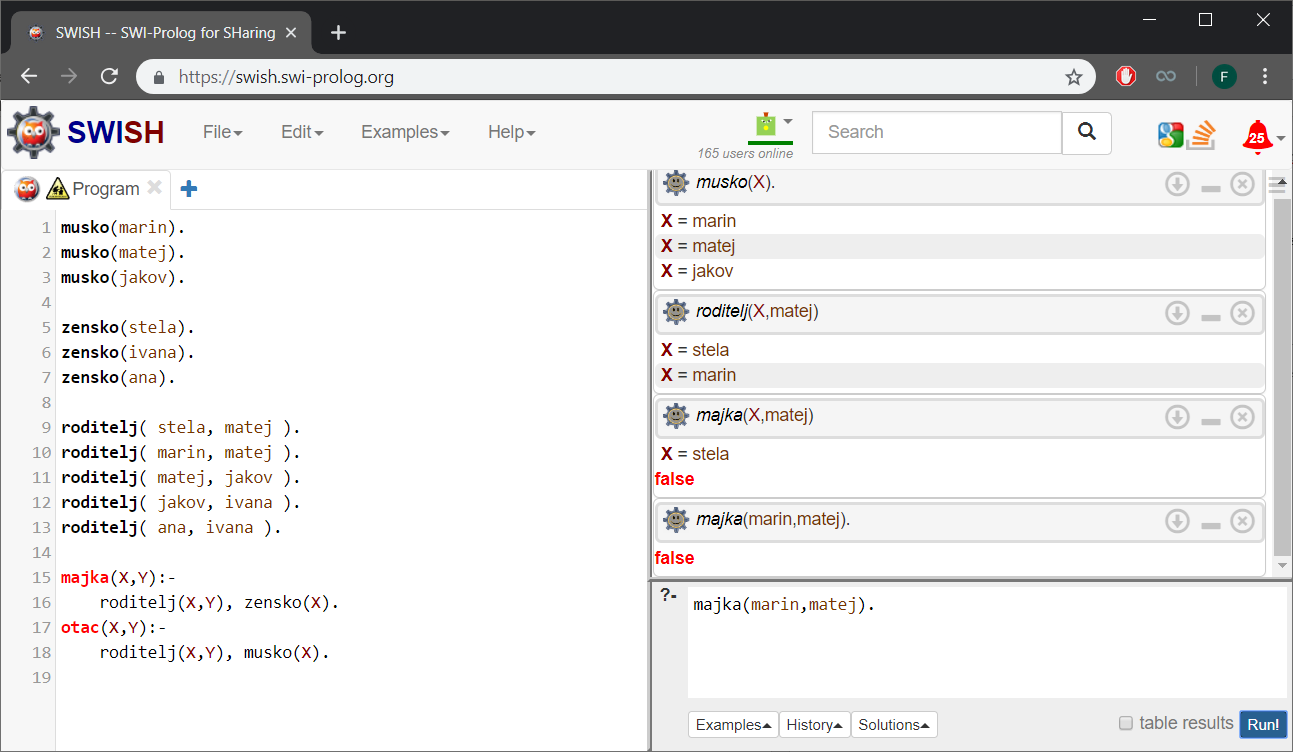 SWISH -- SWI-Prolog for SHaring
https://swish.swi-prolog.org
F
SWISH
File
Edit
Examples
Help
165 users online
Search
25
Program
1 musko(marin).
2 musko(matej).
3 musko(jakov).
4
5 zensko(stela).
6 zensko(ivana).
7 zensko(ana).
8
9 roditelj( stela, matej ).
10 roditelj( marin, matej ).
11 roditelj( matej, jakov ).
12 roditelj( jakov, ivana ).
13 roditelj( ana, ivana ).
14
15 majka(X,Y):-
16 roditelj(X,Y), zensko(X).
17 otac(X,Y):-
18 roditelj(X,Y), musko(X).
19
musko(X).
X = marin
X = matej
X = jakov
roditelj(X,matej)
X = stela
X = marin
majka(X,matej)
X = stela
false
majka(marin,matej).
false
?- majka(marin,matej).
Examples
History
Solutions
table results
Run!